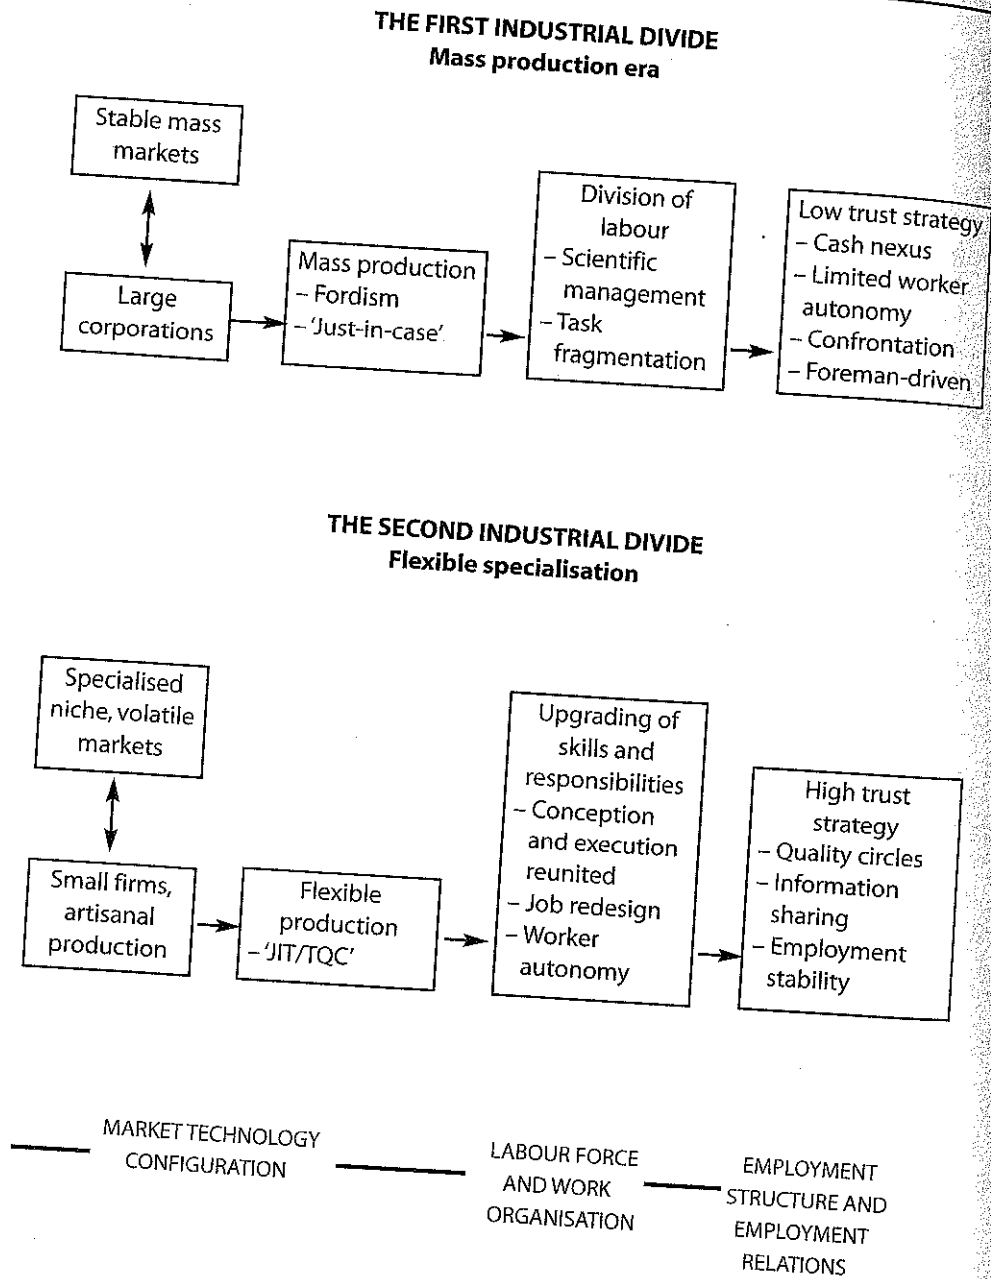 THE FIRST INDUSTRIAL DIVIDE
Mass production era
Stable mass
markets
Large
corporations
Mass production
– Fordism
– 'Just-in-case'
Division of
labour
– Scientific
management
– Task
fragmentation
Low trust strategy
– Cash nexus
– Limited worker
autonomy
– Confrontation
– Foreman-driven
THE SECOND INDUSTRIAL DIVIDE
Flexible specialisation
Specialised
niche, volatile
markets
Small firms,
artisanal
production
Flexible
production
– 'JIT/TQC'
Upgrading of
skills and
responsibilities
– Conception
and execution
reunited
– Job redesign
– Worker
autonomy
High trust
strategy
– Quality circles
– Information
sharing
– Employment
stability
MARKET TECHNOLOGY
CONFIGURATION
LABOUR FORCE
AND WORK
ORGANISATION
EMPLOYMENT
STRUCTURE AND
EMPLOYMENT
RELATIONS